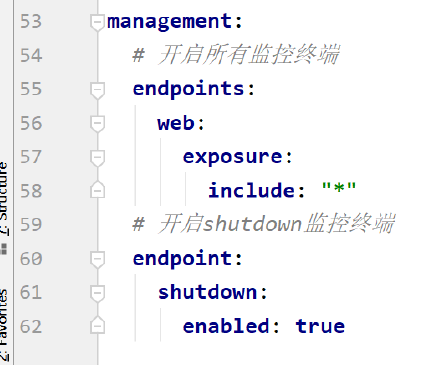 53 management:
54 # 开启所有监控终端
55 endpoints:
56 web:
57 exposure:
58 include: "*"
59 # 开启shutdown监控终端
60 endpoint:
61 shutdown:
62 enabled: true
7: Structure
2: Favorites